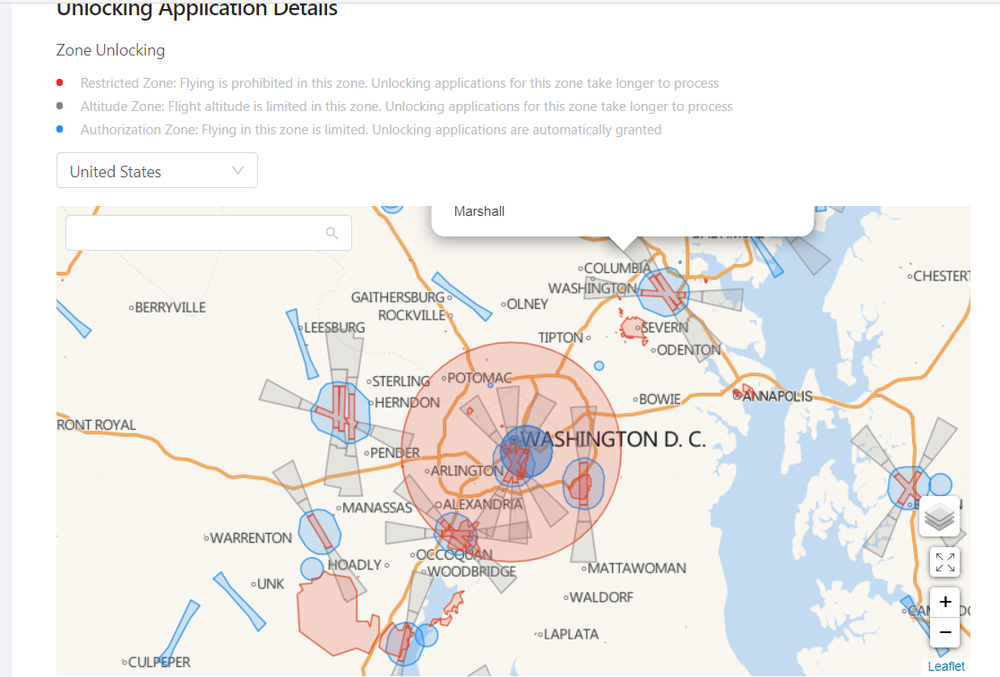 Unlocking Application Details
Zone Unlocking
Restricted Zone: Flying is prohibited in this zone. Unlocking applications for this zone take longer to process
Altitude Zone: Flight altitude is limited in this zone. Unlocking applications for this zone take longer to process
Authorization Zone: Flying in this zone is limited. Unlocking applications are automatically granted
United States
Marshall
BALTIMORE
COLUMBIA
CHESTERT
WASHINGTON
GAITHERSBURG
OLNEY
BERRYVILLE
ROCKVILLE
LEESBURG
SEVERN
TIPTON
ODENTON
STERLING
POTOMAC
HERNDON
BOWIE
ANNAPOLIS
RONT ROYAL
WASHINGTON D. C.
PENDER
ARLINGTON
MANASSAS
ALEXANDRIA
WARRENTON
OCCOQUAN
HOADLY
WOODBRIDGE
MATTAWOMAN
UNK
WALDORF
+
CA
LAPLATA
−
CULPEPER
Leaflet